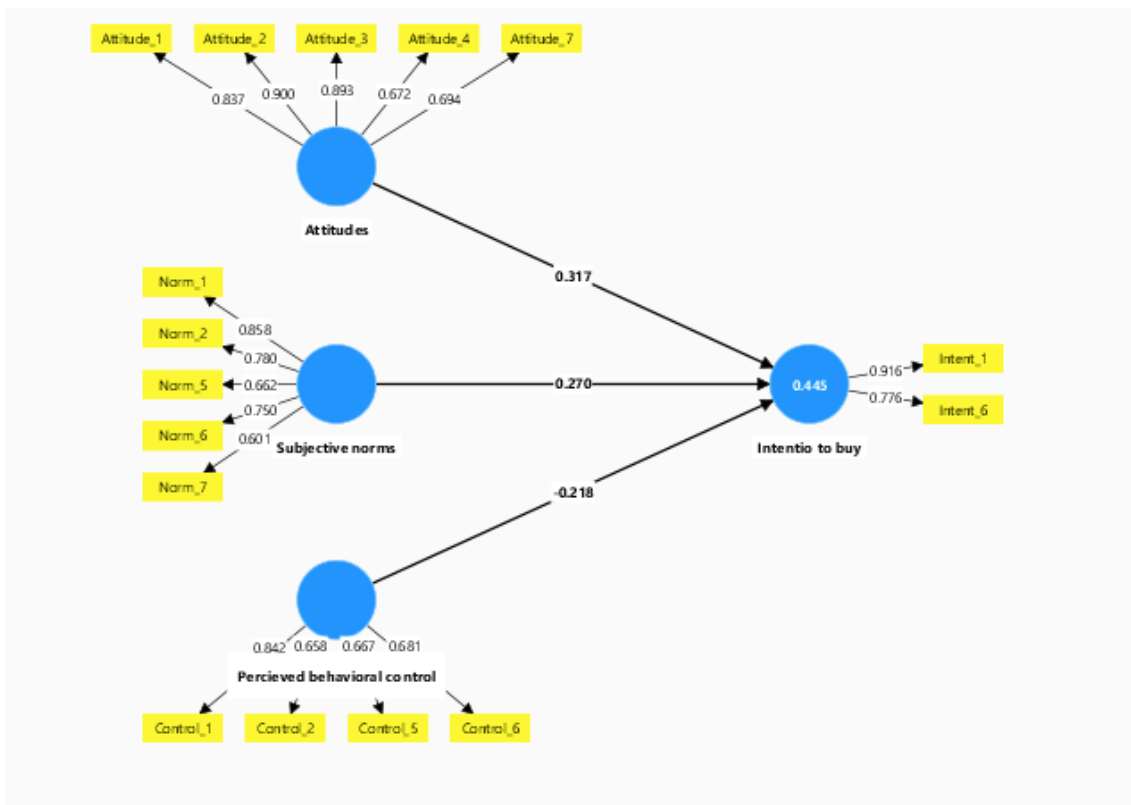 Attitude_1 Attitude_2 Attitude_3 Attitude_4 Attitude_7
0.837 0.900 0.893 0.672 0.694
Attitudes
0.317
Norm_1
Norm_2
Norm_5
Norm_6
Norm_7
0.858
0.780
0.662
0.750
0.601
Subjective norms
0.270
0.445
Intentio to buy
0.916
0.776
Intent_1
Intent_6
-0.218
0.842 0.658 0.667 0.681
Percieved behavioral control
Control_1 Control_2 Control_5 Control_6